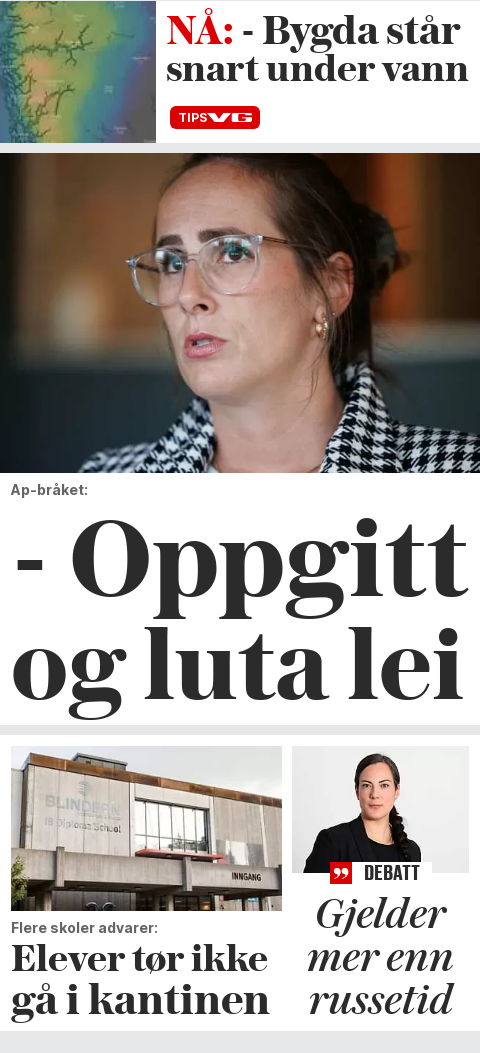 NÅ: - Bygda står
snart under vann
TIPS VG
Ap-bråket:
- Oppgitt
og luta lei
BLINDERN
IB Diploma School
INNGANG
DEBATT
Flere skoler advarer:
Elever tør ikke
gå i kantinen
Gjelder
mer enn
russetid